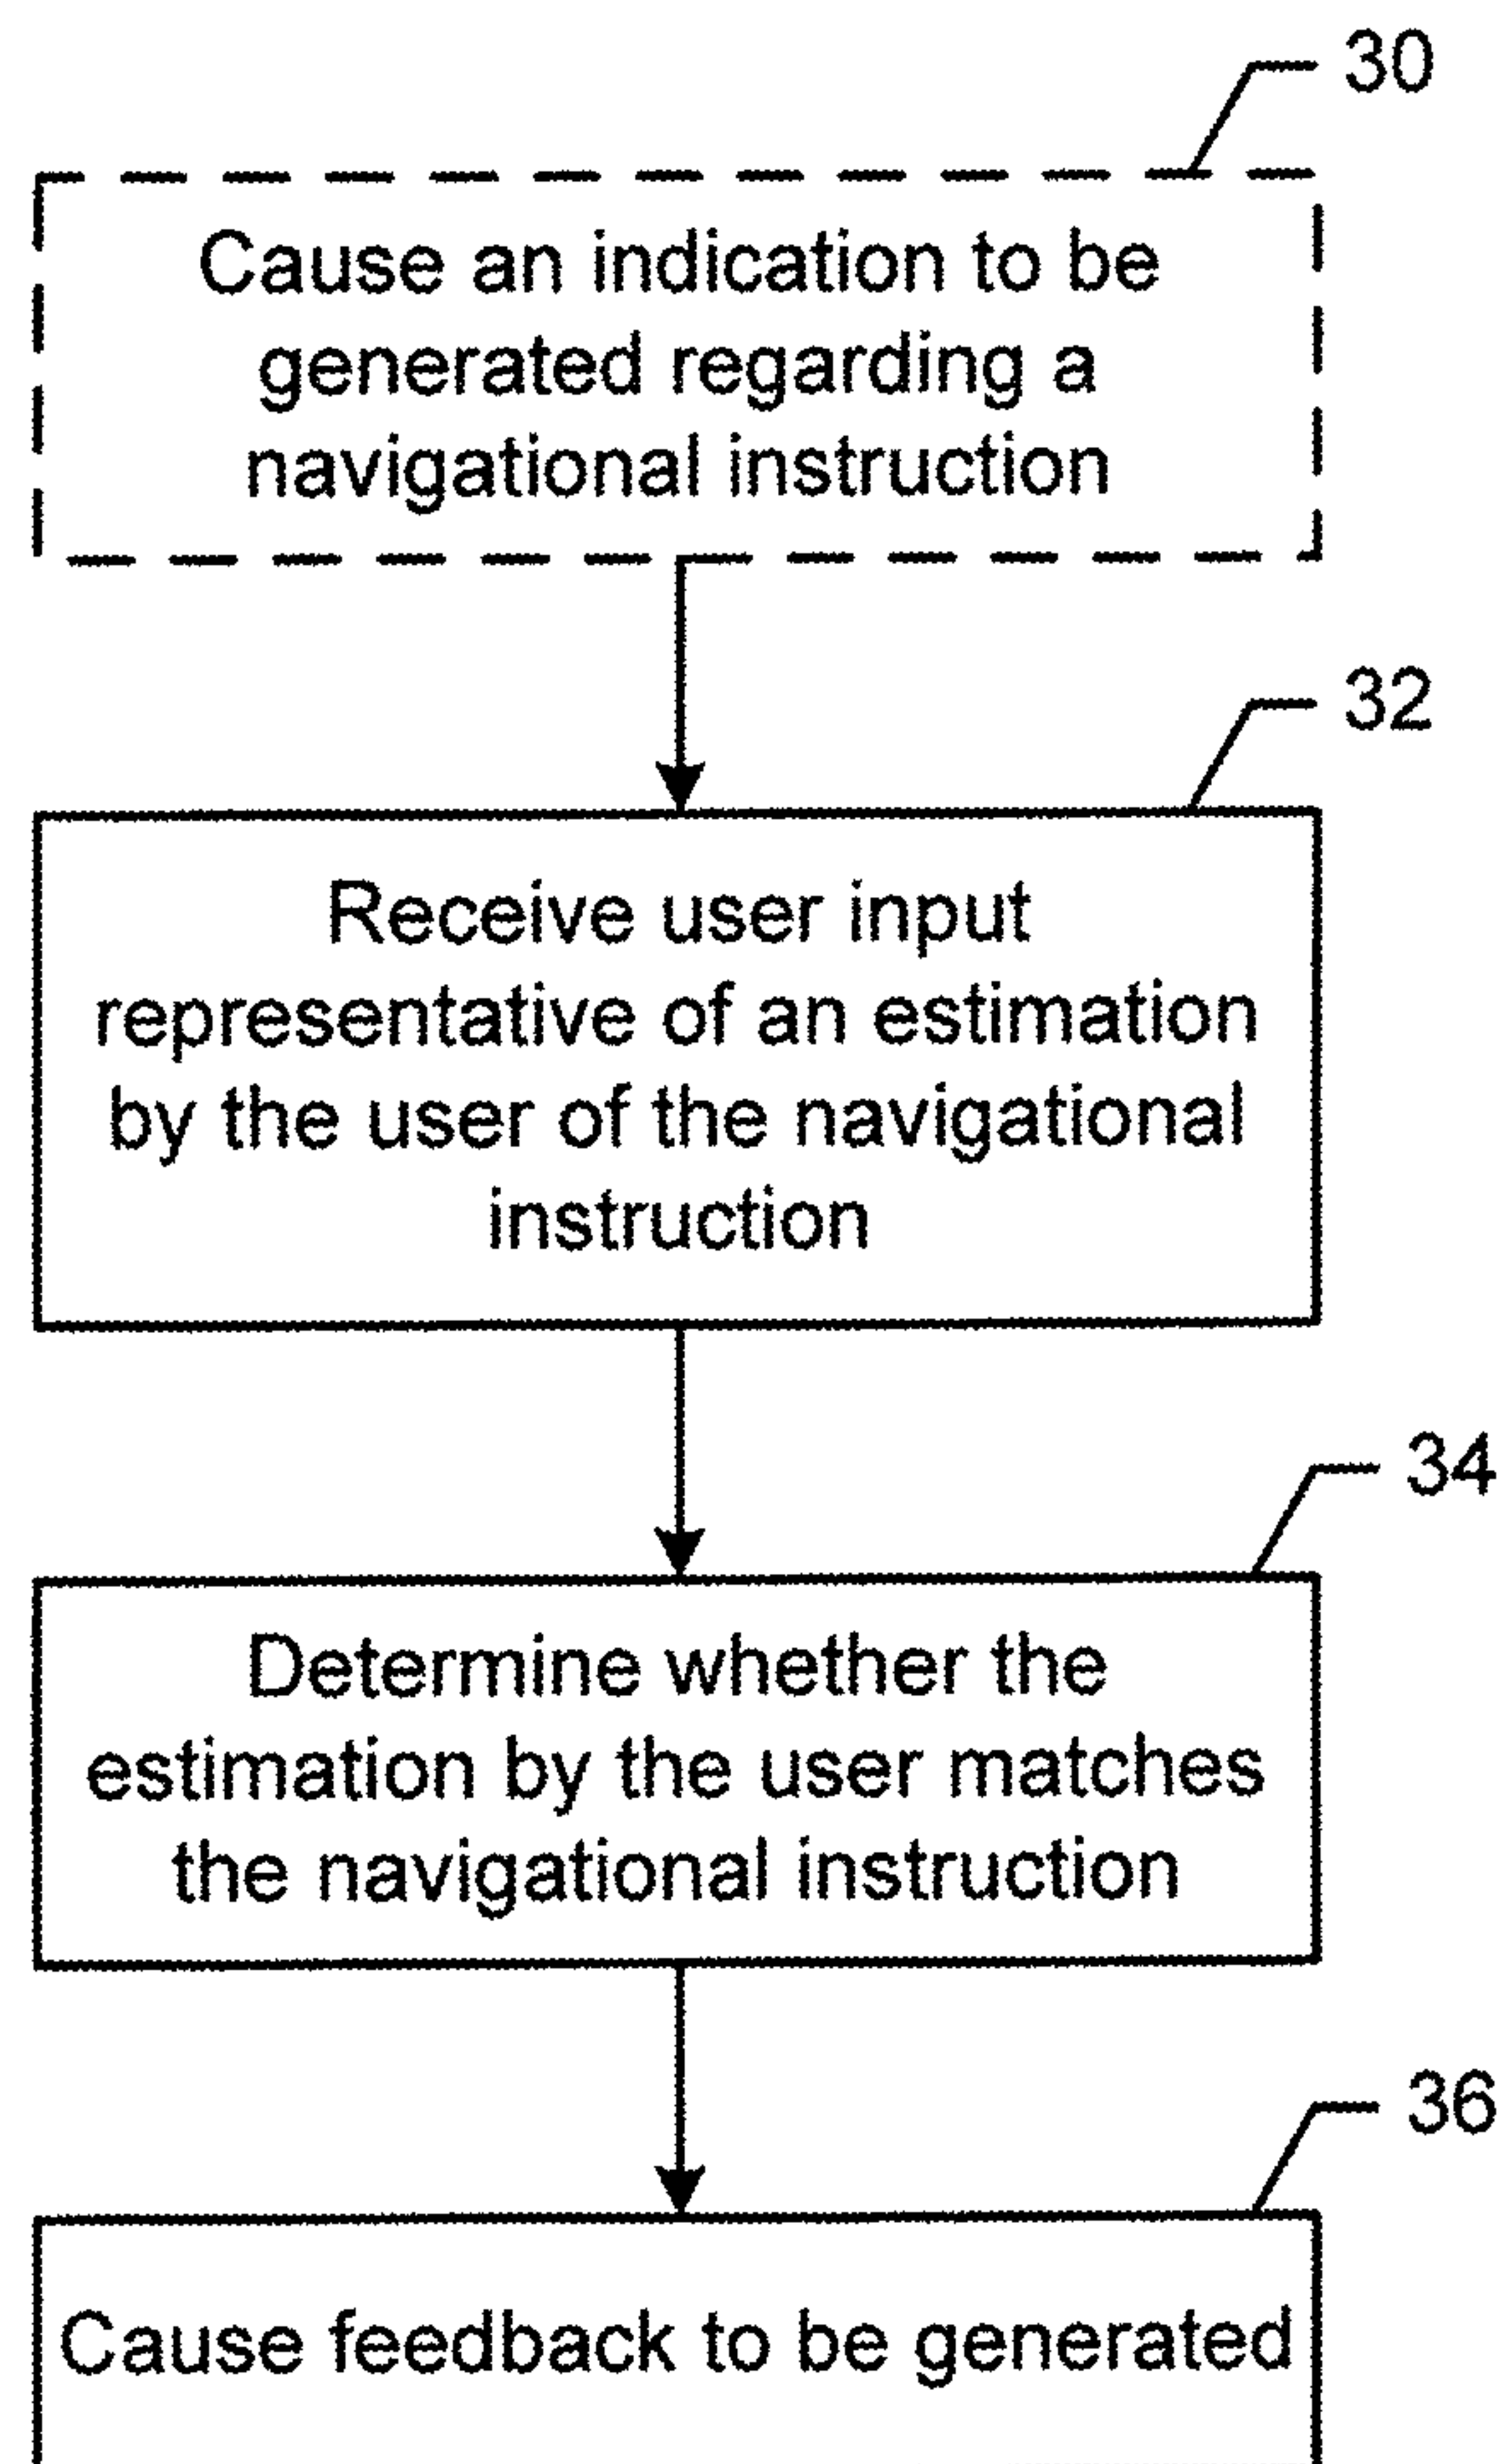 30
Cause an indication to be
generated regarding a
navigational instruction
32
Receive user input
representative of an estimation
by the user of the navigational
instruction
34
Determine whether the
estimation by the user matches
the navigational instruction
36
Cause feedback to be generated